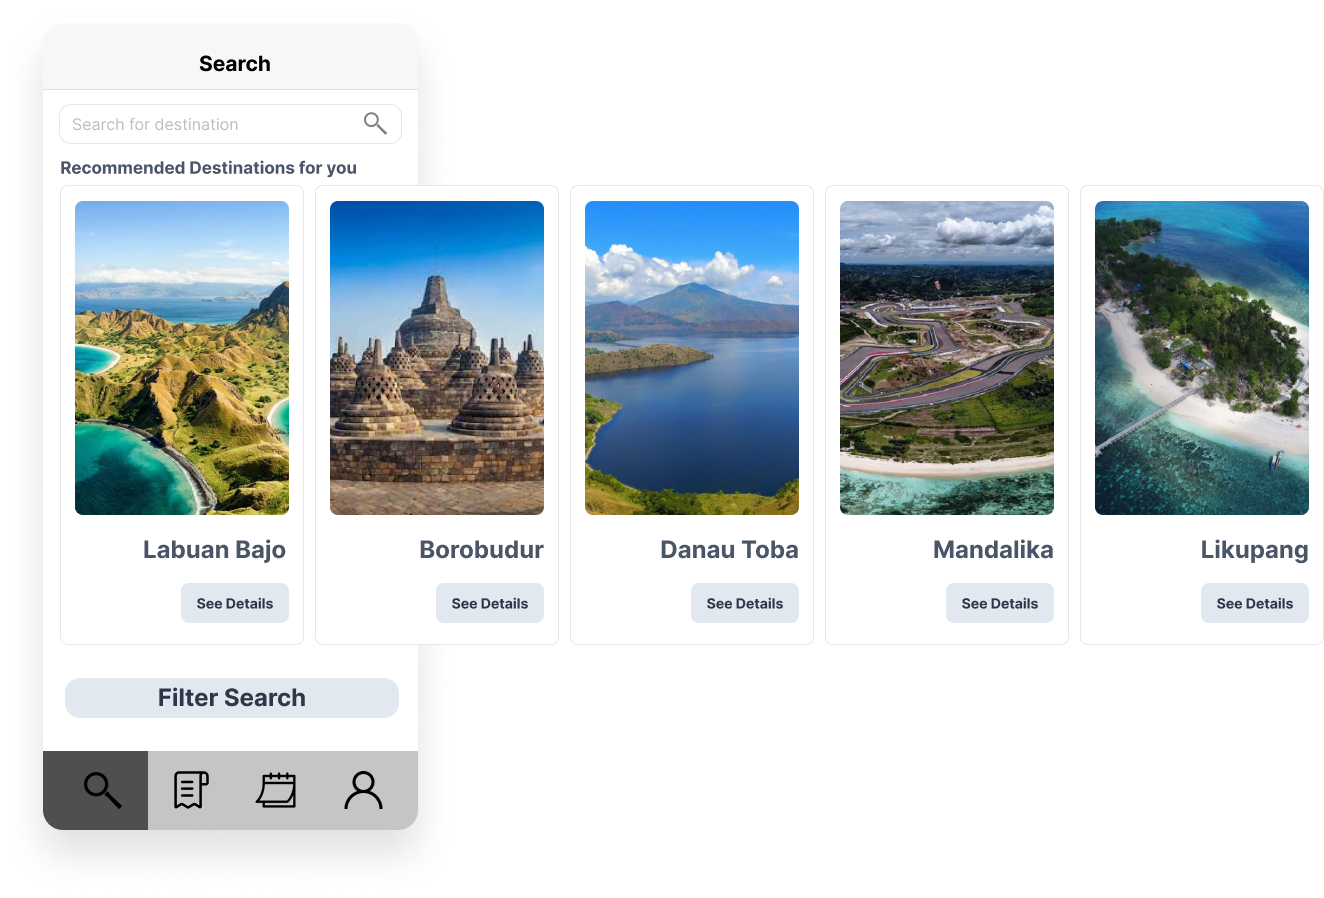 Search
Search for destination
Recommended Destinations for you
Labuan Bajo
See Details
Borobudur
See Details
Danau Toba
See Details
Mandalika
See Details
Likupang
See Details
Filter Search